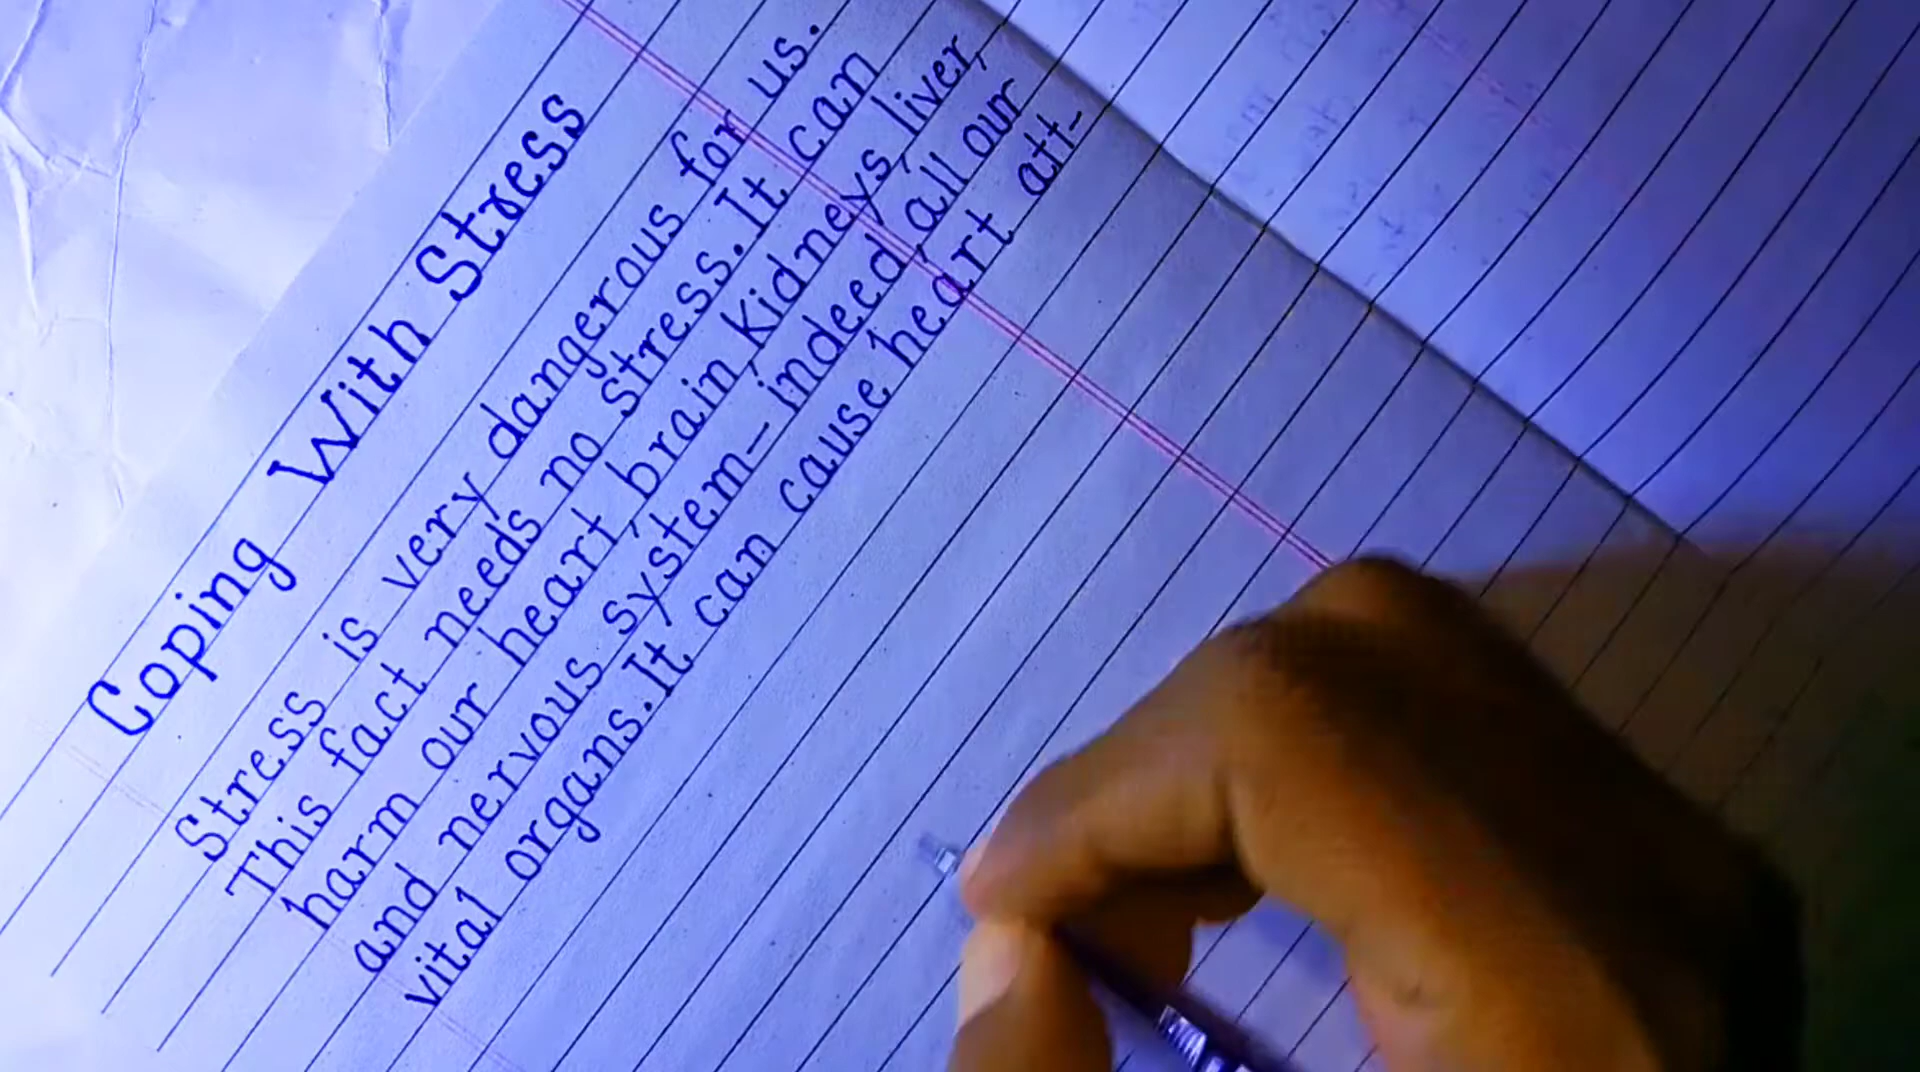 Coping With Stress
Stress is very dangerous for us.
This fact needs no stress. It can
harm our heart, brain, Kidneys, liver,
and nervous system- indeed, all our
vital organs. It can cause heart att-